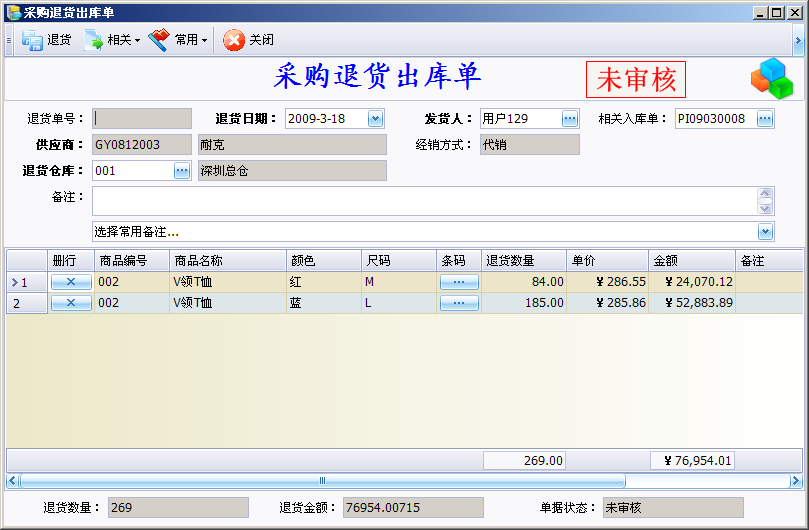 采购退货出库单
退货 相关 常用 关闭
采购退货出库单 未审核
退货单号： 退货日期： 2009-3-18 发货人： 用户129 相关入库单： PI09030008
供应商： GY0812003 耐克 经销方式： 代销
退货仓库： 001 深圳总仓
备注：
选择常用备注...
删行 商品编号 商品名称 颜色 尺码 条码 退货数量 单价 金额 备注
1 002 V领T恤 红 M ... 84.00 ¥ 286.55 ¥ 24,070.12
2 002 V领T恤 蓝 L ... 185.00 ¥ 285.86 ¥ 52,883.89
269.00 ¥ 76,954.01
退货数量： 269 退货金额： 76954.00715 单据状态： 未审核